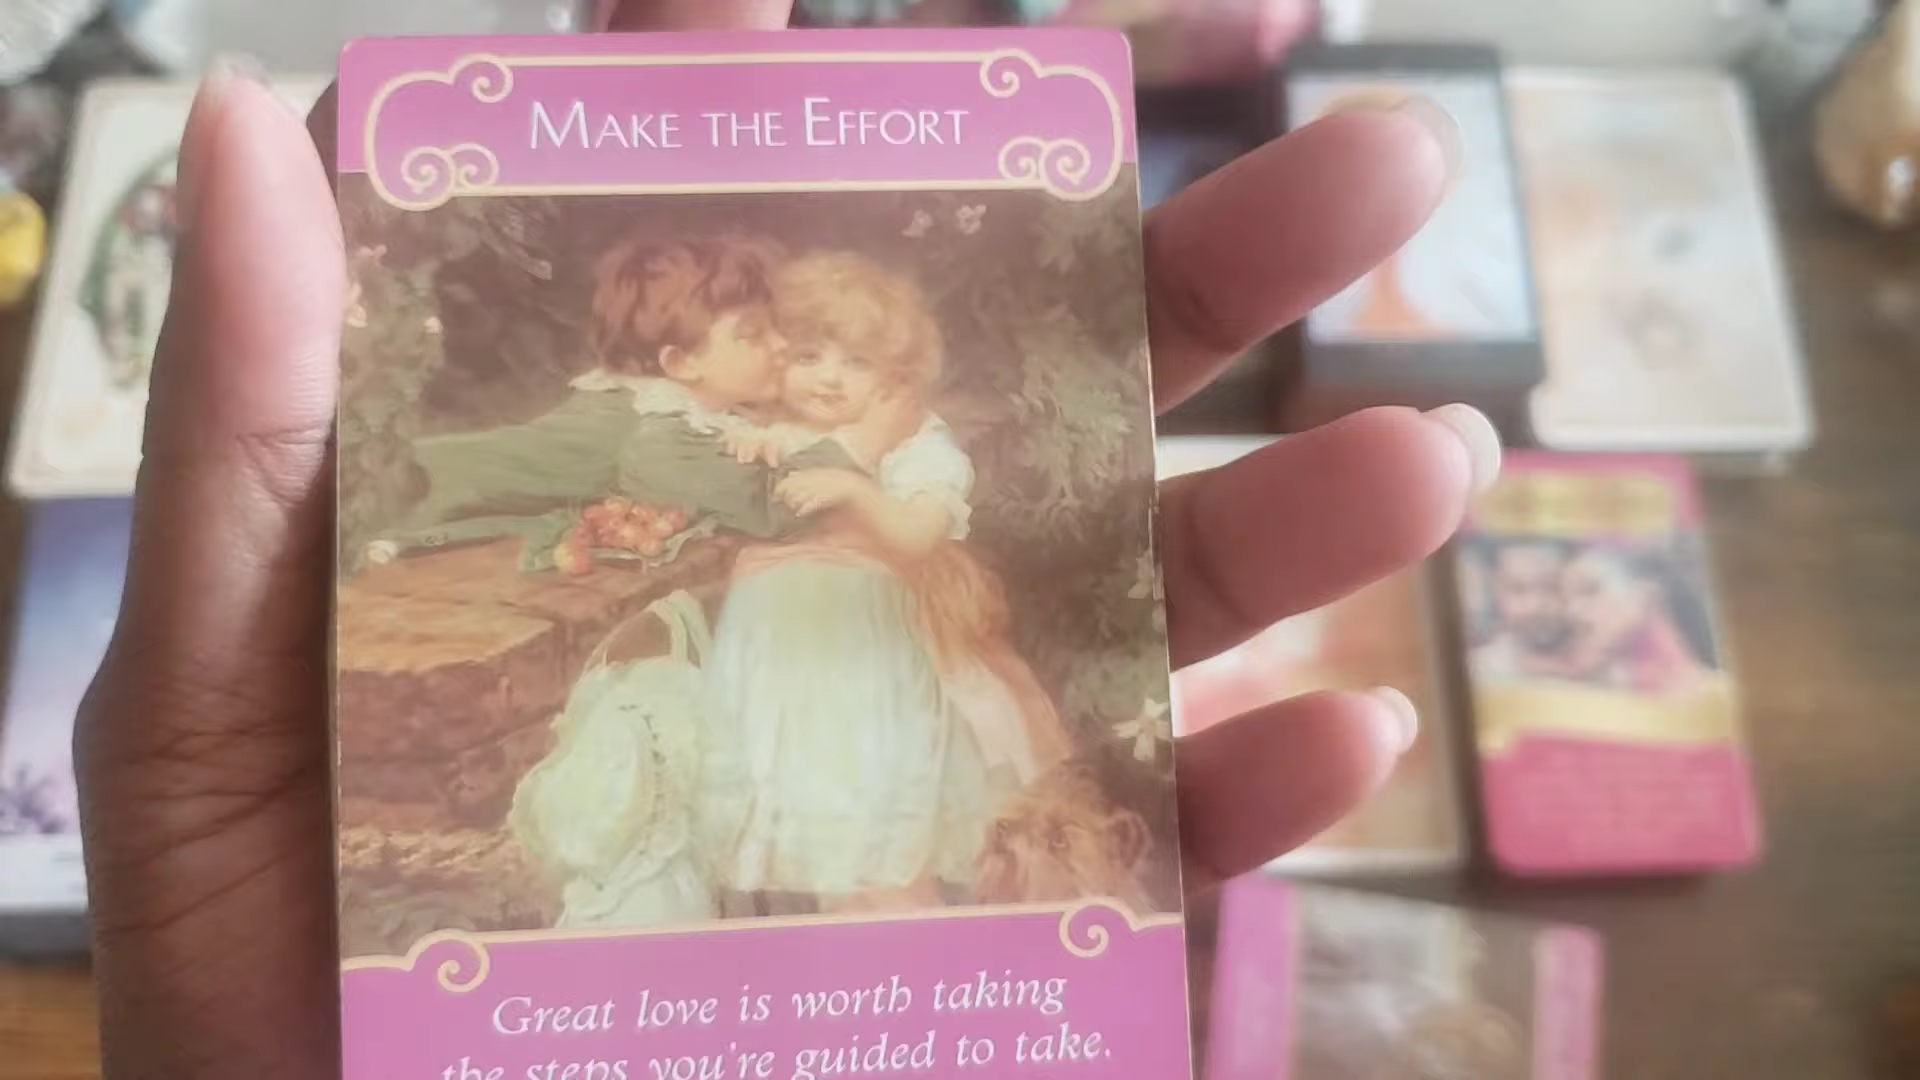 MAKE THE EFFORT
Great love is worth taking
the steps you're guided to take.